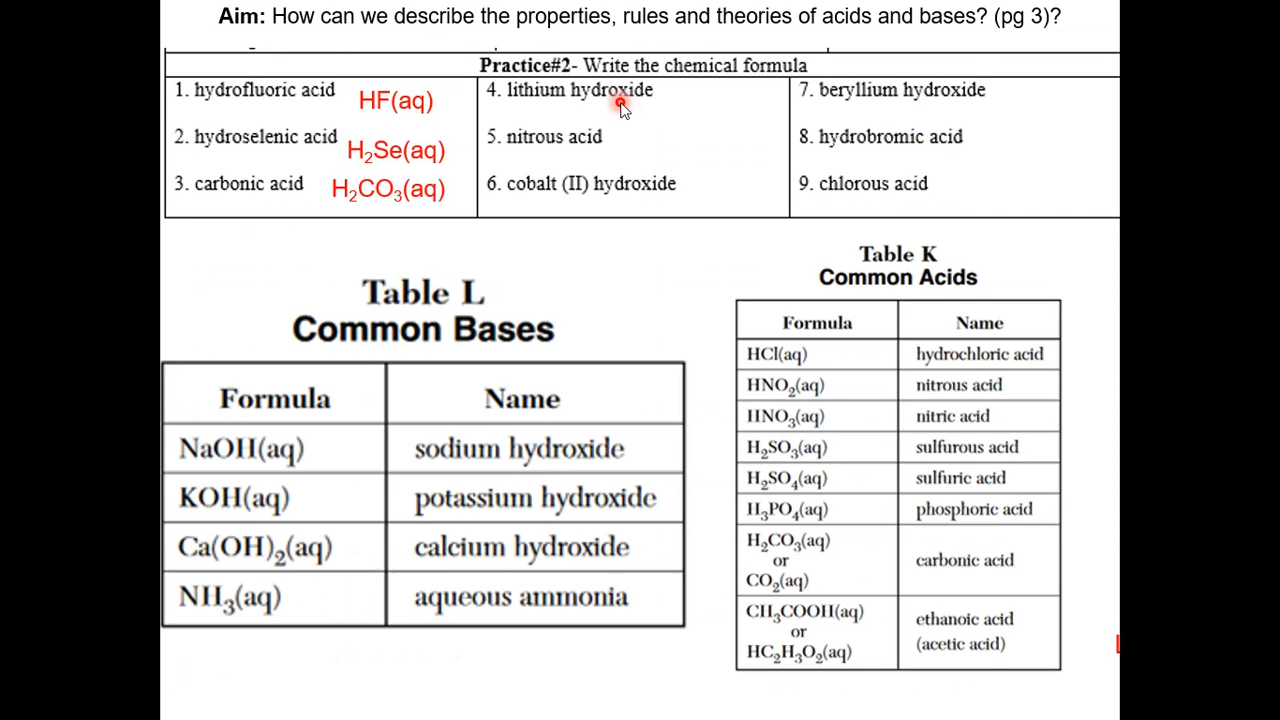 Aim: How can we describe the properties, rules and theories of acids and bases? (pg 3)?
Practice#2- Write the chemical formula
1. hydrofluoric acid HF(aq)
2. hydroselenic acid H₂Se(aq)
3. carbonic acid H₂CO₃(aq)
4. lithium hydroxide
5. nitrous acid
6. cobalt (II) hydroxide
7. beryllium hydroxide
8. hydrobromic acid
9. chlorous acid
Table L
Common Bases
Formula Name
NaOH(aq) sodium hydroxide
KOH(aq) potassium hydroxide
Ca(OH)₂(aq) calcium hydroxide
NH₃(aq) aqueous ammonia
Table K
Common Acids
Formula Name
HCl(aq) hydrochloric acid
HNO₂(aq) nitrous acid
HNO₃(aq) nitric acid
H₂SO₃(aq) sulfurous acid
H₂SO₄(aq) sulfuric acid
H₃PO₄(aq) phosphoric acid
H₂CO₃(aq)
or
CO₂(aq)
carbonic acid
CH₃COOH(aq)
or
HC₂H₃O₂(aq)
ethanoic acid
(acetic acid)